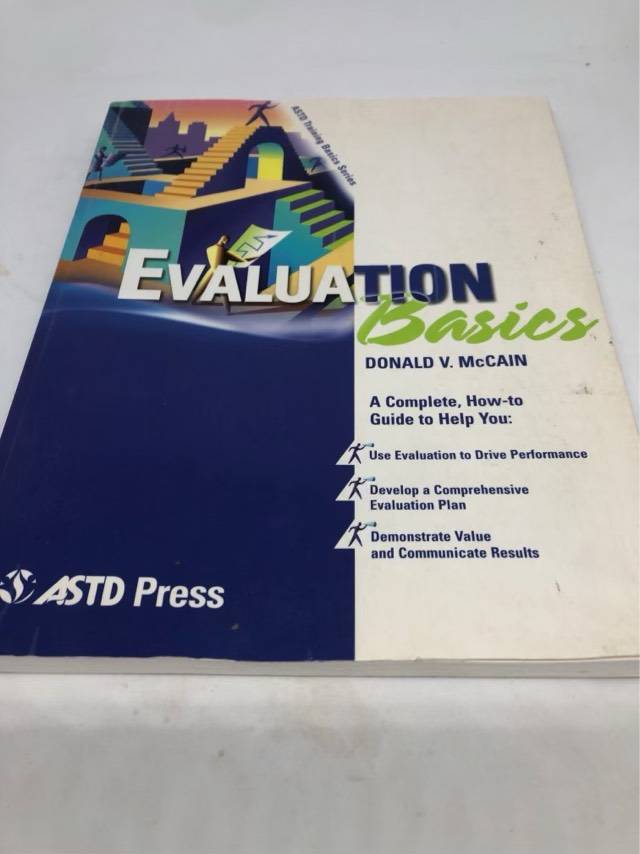 ASTD Training Basics Series
EVALUATION
Basics
DONALD V. McCAIN
A Complete, How-to
Guide to Help You:
Use Evaluation to Drive Performance
Develop a Comprehensive
Evaluation Plan
Demonstrate Value
and Communicate Results
ASTD Press